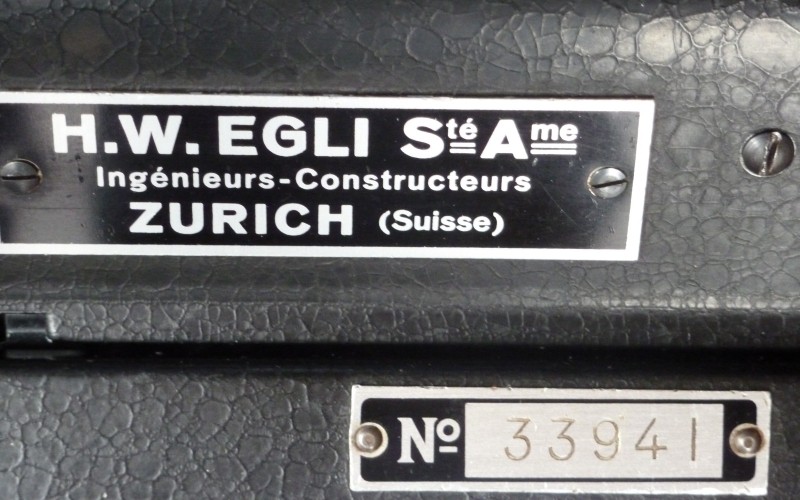 H.W. EGLI Sté Ame
Ingénieurs-Constructeurs
ZURICH (Suisse)
Nº 33941